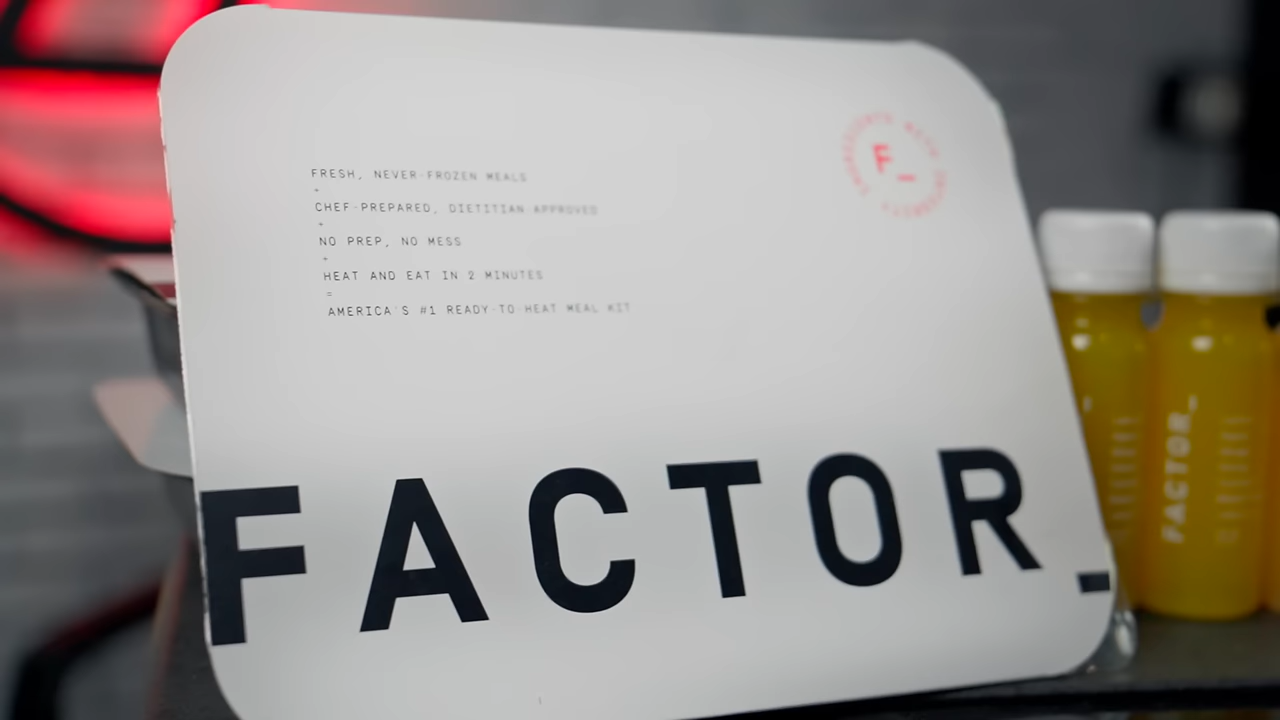 FRESH, NEVER-FROZEN MEALS
+
CHEF-PREPARED, DIETITIAN-APPROVED
+
NO PREP, NO MESS
+
HEAT AND EAT IN 2 MINUTES
=
AMERICA'S #1 READY-TO-HEAT MEAL KIT
F_
FACTOR_
FACTOR_